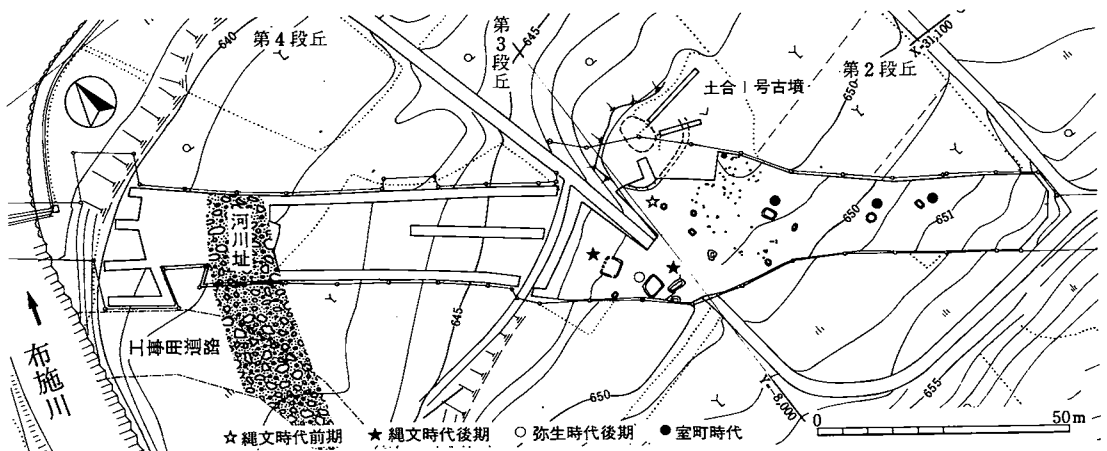 第4段丘
第3段丘
第2段丘
640
645
650
X-31,100
土合1号古墳
河川址
650
651
645
工事用道路
布施川
650
655
Y=-8,000
0 50m
☆縄文時代前期 ★縄文時代後期 ○弥生時代後期 ●室町時代